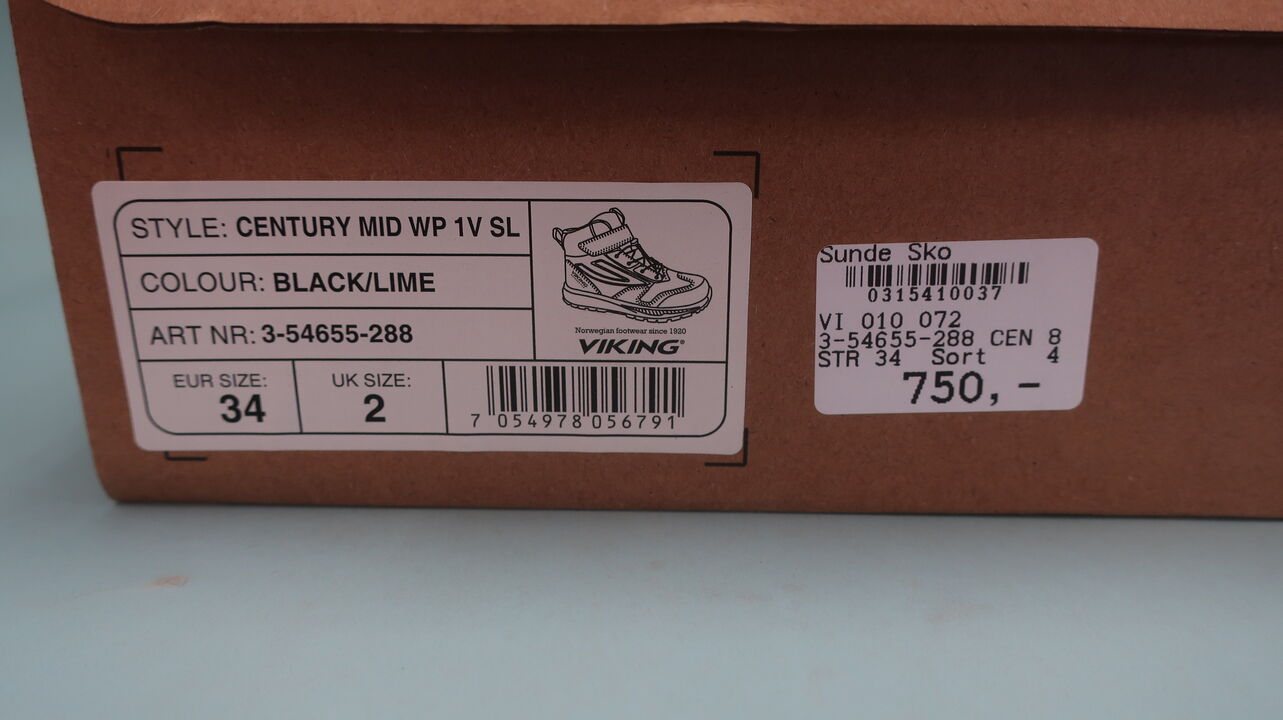 STYLE: CENTURY MID WP 1V SL
COLOUR: BLACK/LIME
ART NR: 3-54655-288
Norwegian footwear since 1920
VIKING®
EUR SIZE:
34
UK SIZE:
2
7 054978 056791
Sunde Sko
0315410037
VI 010 072
3-54655-288 CEN 8
STR 34 Sort 4
750,-